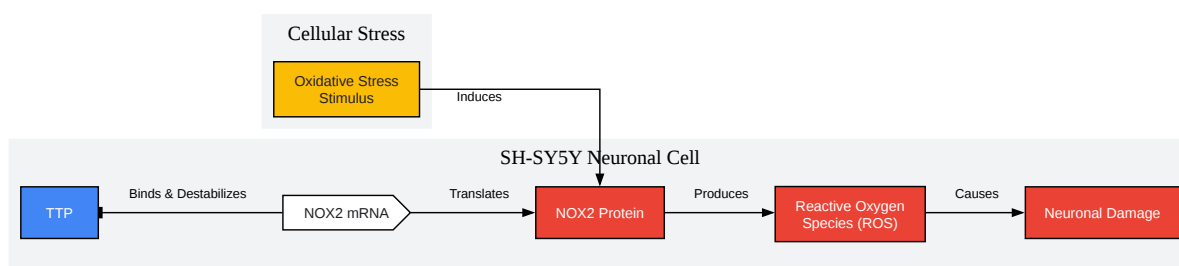 Cellular Stress
Oxidative Stress
Stimulus
Induces
SH-SY5Y Neuronal Cell
TTP
Binds & Destabilizes
NOX2 mRNA
Translates
NOX2 Protein
Produces
Reactive Oxygen
Species (ROS)
Causes
Neuronal Damage